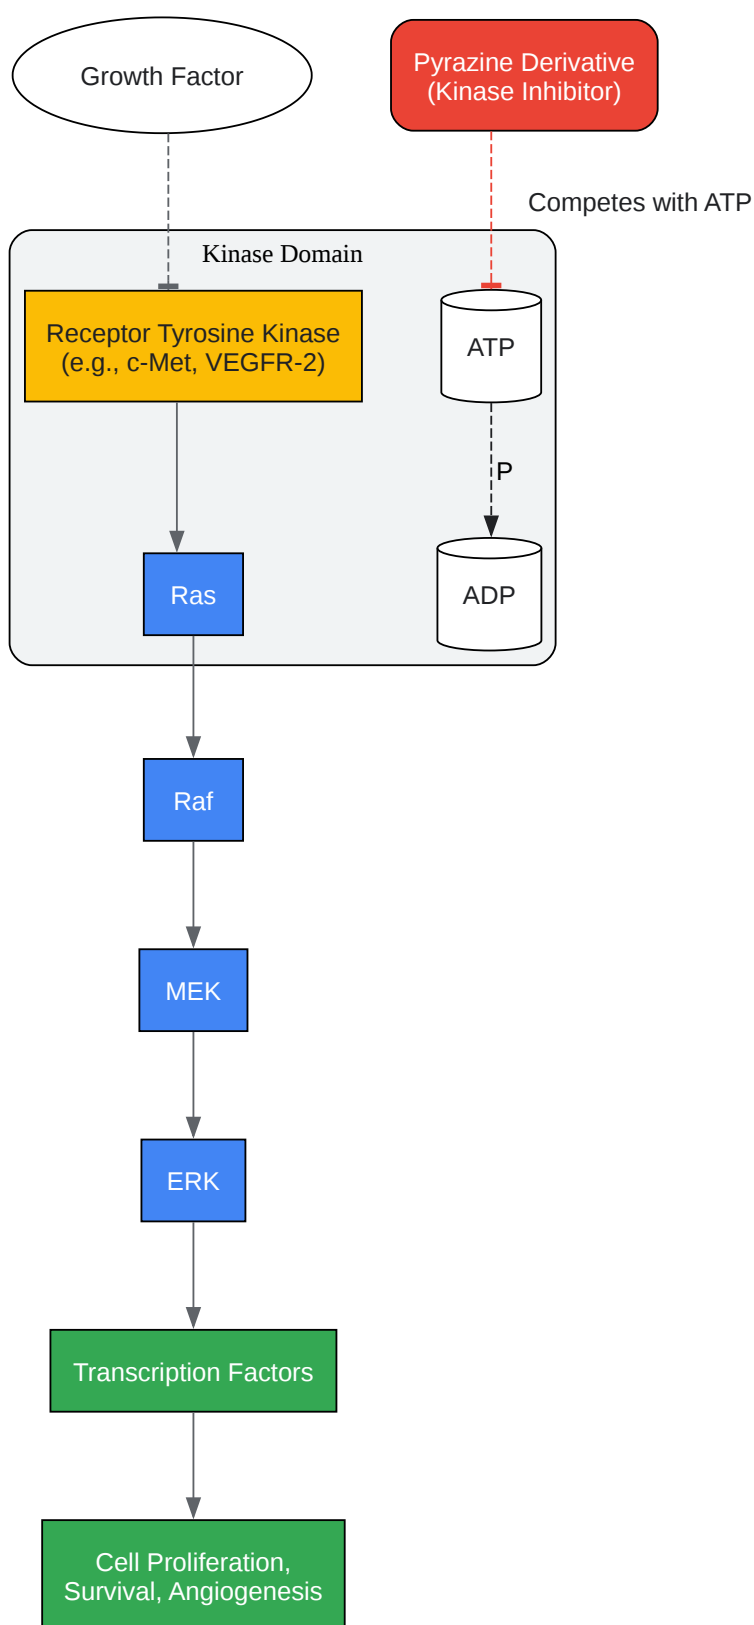 Growth Factor
Pyrazine Derivative
(Kinase Inhibitor)
Competes with ATP
Kinase Domain
Receptor Tyrosine Kinase
(e.g., c-Met, VEGFR-2)
ATP
P
Ras
ADP
Raf
MEK
ERK
Transcription Factors
Cell Proliferation,
Survival, Angiogenesis